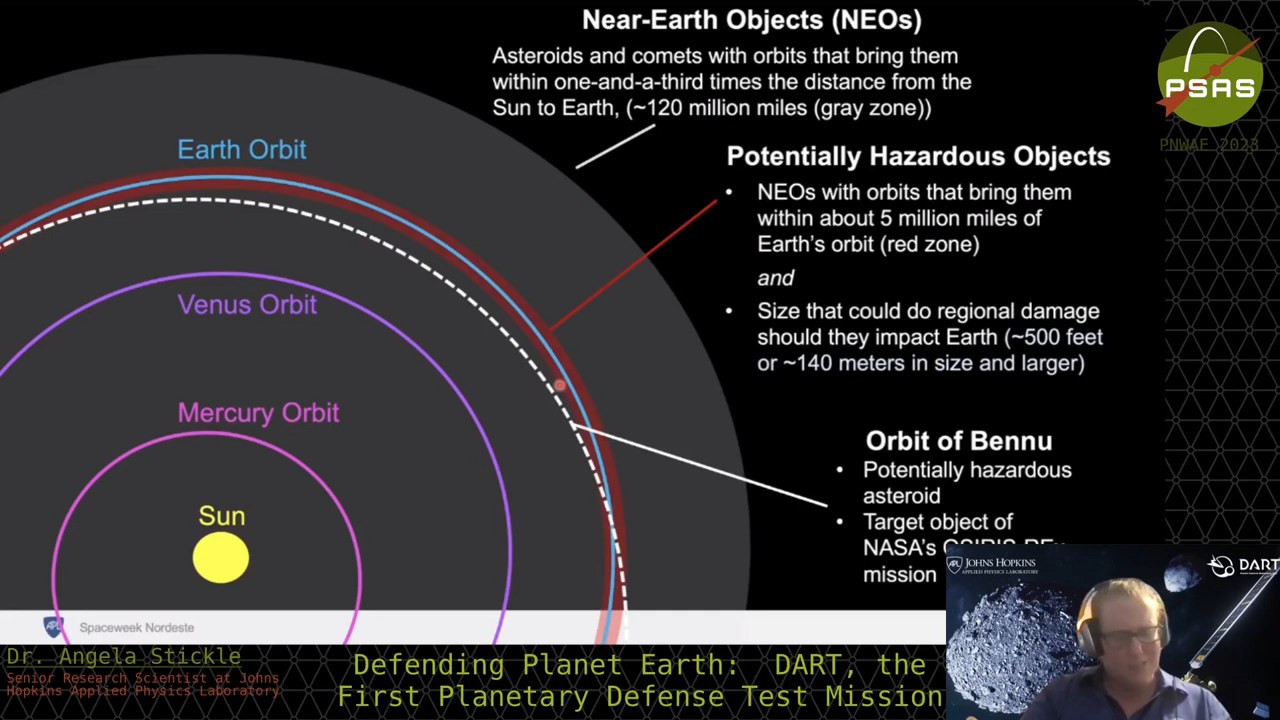 Near-Earth Objects (NEOs)
Asteroids and comets with orbits that bring them
within one-and-a-third times the distance from the
Sun to Earth, (~120 million miles (gray zone))
PSAS
PNWAE 2023
Earth Orbit
Potentially Hazardous Objects
• NEOs with orbits that bring them
within about 5 million miles of
Earth's orbit (red zone)
and
• Size that could do regional damage
should they impact Earth (~500 feet
or ~140 meters in size and larger)
Venus Orbit
Mercury Orbit
Sun
Orbit of Bennu
• Potentially hazardous
asteroid
• Target object of
NASA's OSIRIS-REx
mission
JOHNS HOPKINS
APPLIED PHYSICS LABORATORY
DART
APL
Spaceweek Nordeste
Dr. Angela Stickle
Senior Research Scientist at Johns
Hopkins Applied Physics Laboratory
Defending Planet Earth: DART, the
First Planetary Defense Test Mission